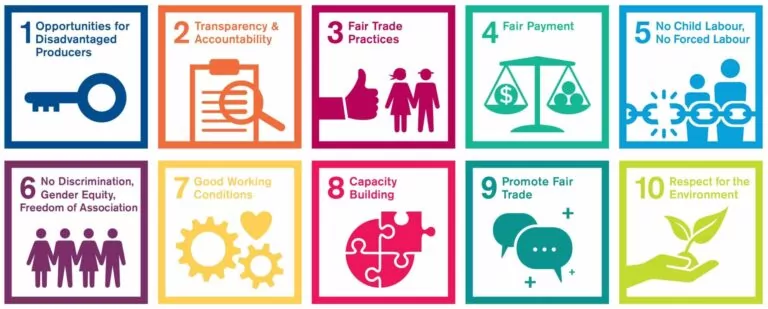 1 Opportunities for
Disadvantaged
Producers
2 Transparency &
Accountability
3 Fair Trade
Practices
4 Fair Payment
$
5 No Child Labour,
No Forced Labour
6 No Discrimination,
Gender Equity,
Freedom of Association
7 Good Working
Conditions
8 Capacity
Building
9 Promote Fair
Trade
10 Respect for the
Environment